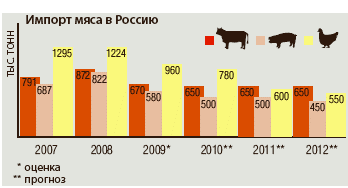 Импорт мяса в Россию
тыс. тонн
791 687 1295 872 822 1224 670 580 960 650 500 780 650 500 600 650 450 550
2007 2008 2009* 2010** 2011** 2012**
* оценка
** прогноз